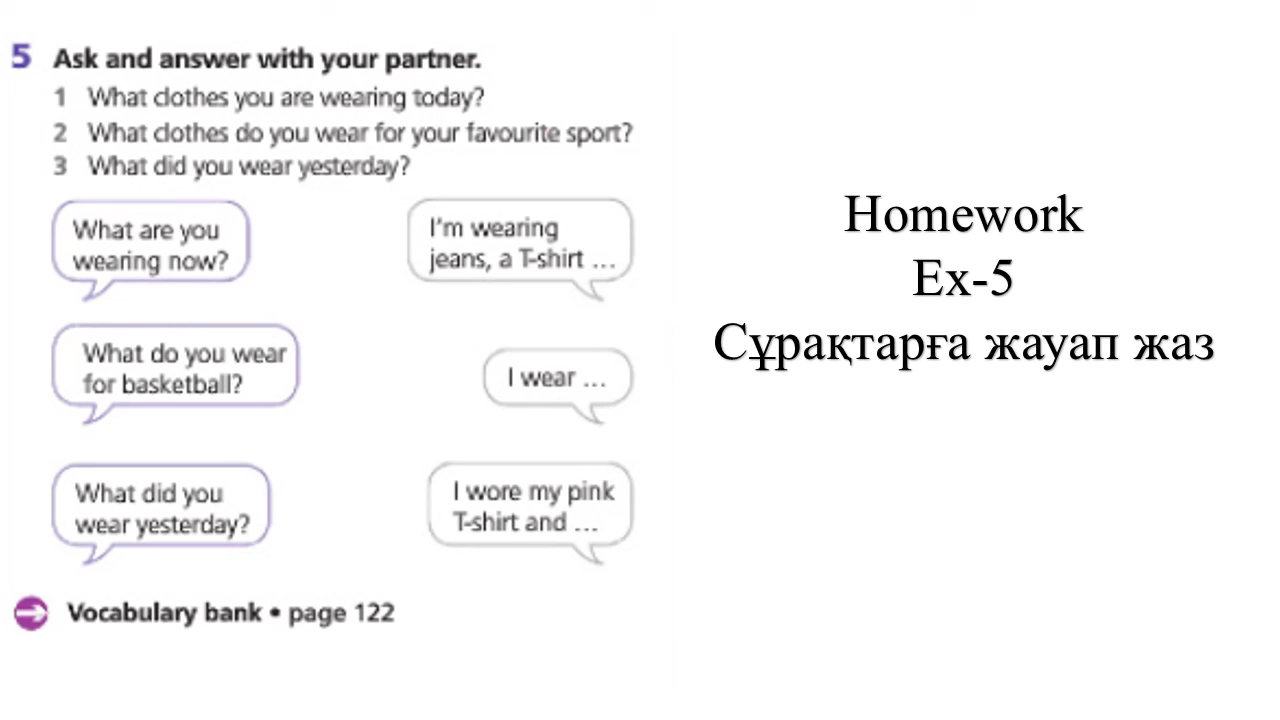 5 Ask and answer with your partner.
1 What clothes you are wearing today?
2 What clothes do you wear for your favourite sport?
3 What did you wear yesterday?
What are you
wearing now?
I'm wearing
jeans, a T-shirt ...
What do you wear
for basketball?
I wear ...
What did you
wear yesterday?
I wore my pink
T-shirt and ...
Vocabulary bank • page 122
Homework
Ex-5
Сұрақтарға жауап жаз